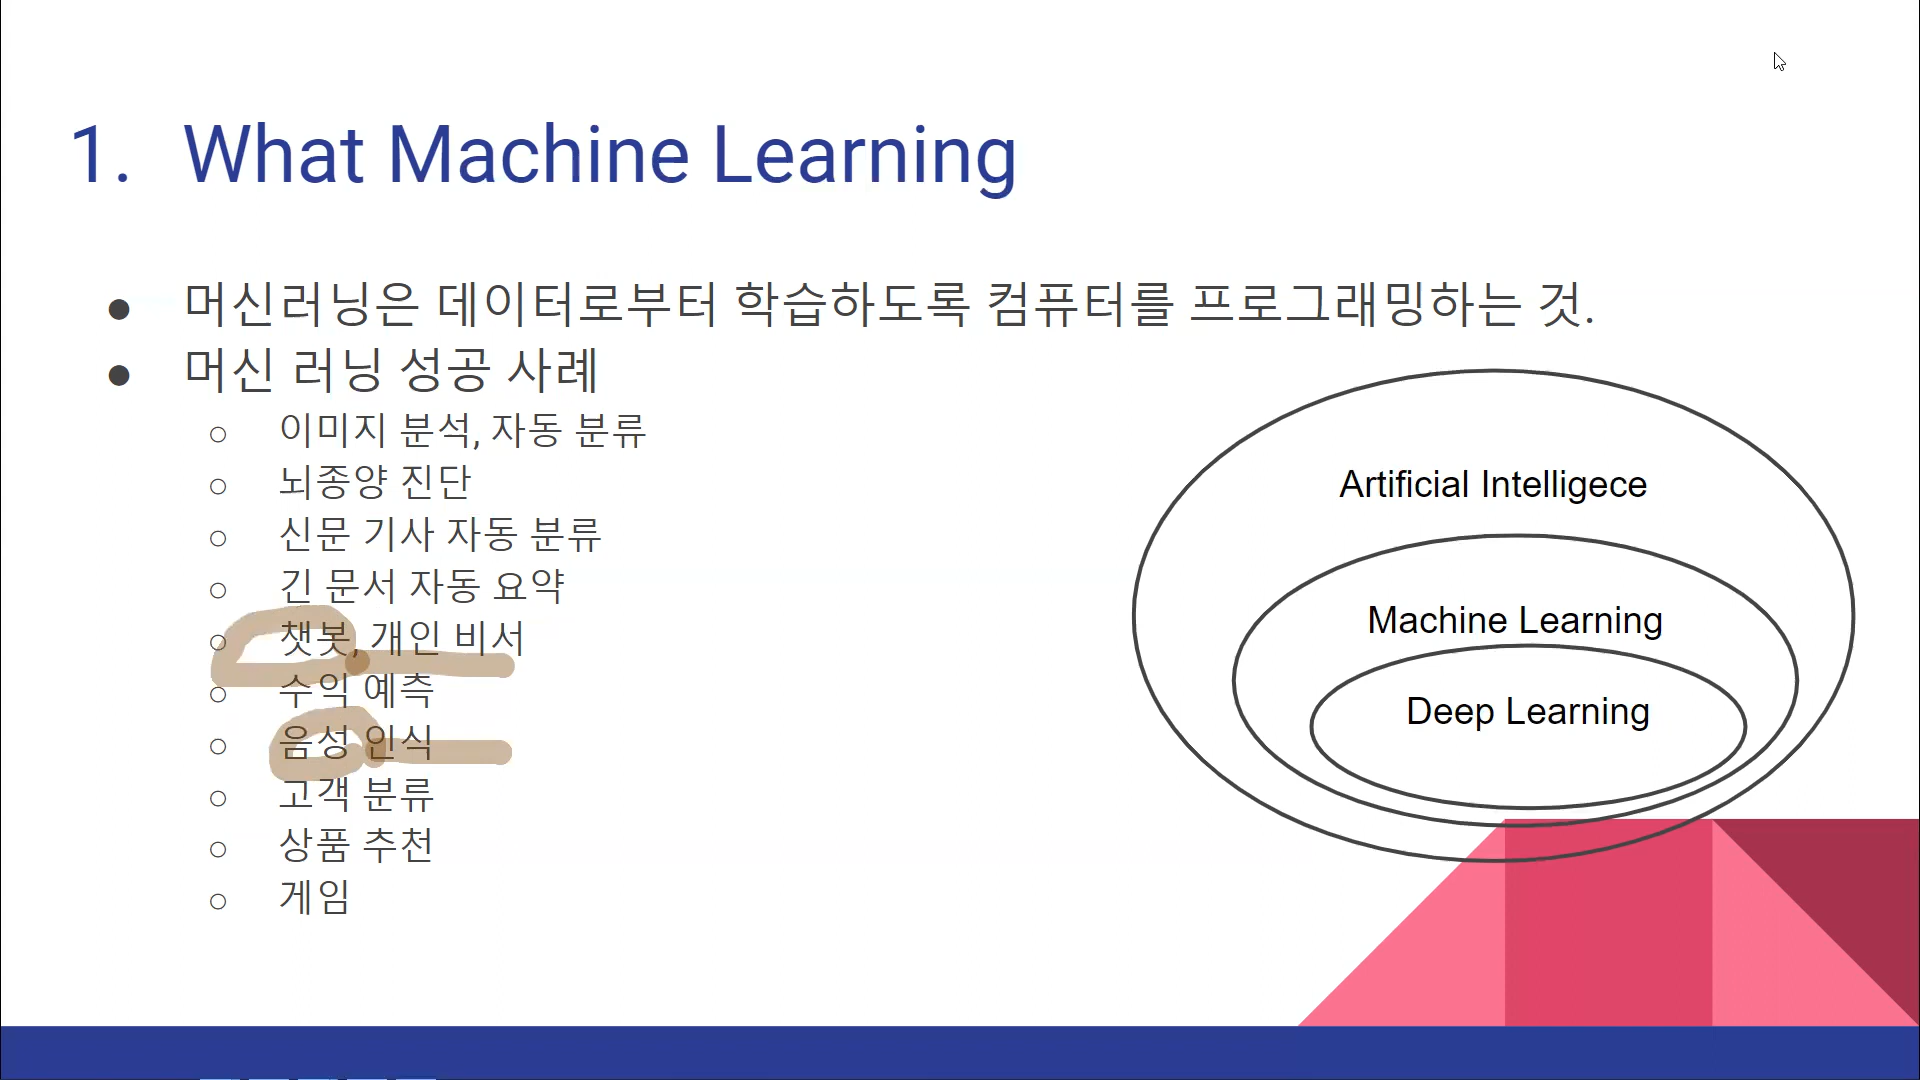 1. What Machine Learning
● 머신러닝은 데이터로부터 학습하도록 컴퓨터를 프로그래밍하는 것.
● 머신 러닝 성공 사례
○ 이미지 분석, 자동 분류
○ 뇌종양 진단
○ 신문 기사 자동 분류
○ 긴 문서 자동 요약
○ 챗봇, 개인 비서
○ 수익 예측
○ 음성 인식
○ 고객 분류
○ 상품 추천
○ 게임
Artificial Intelligece
Machine Learning
Deep Learning